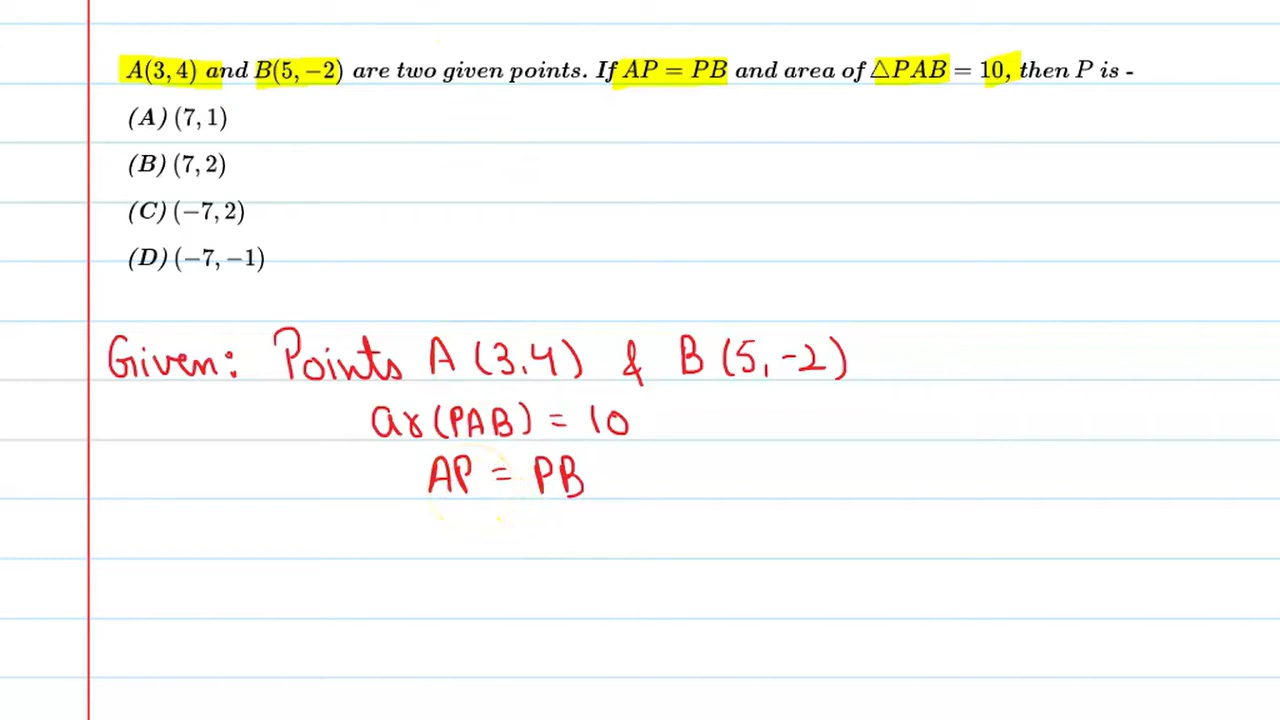 A(3, 4) and B(5, −2) are two given points. If AP = PB and area of △PAB = 10, then P is -
(A) (7, 1)
(B) (7, 2)
(C) (−7, 2)
(D) (−7, −1)
Given: Points A (3,4) & B (5, -2)
ar(PAB) = 10
AP = PB